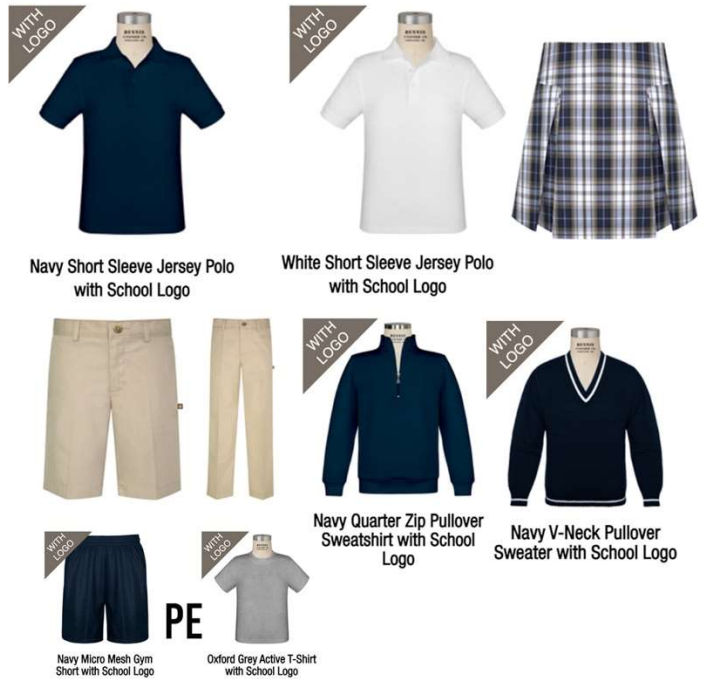 WITH
LOGO
WITH
LOGO
Navy Short Sleeve Jersey Polo
with School Logo
White Short Sleeve Jersey Polo
with School Logo
WITH
LOGO
WITH
LOGO
Navy Quarter Zip Pullover
Sweatshirt with School
Logo
Navy V-Neck Pullover
Sweater with School Logo
WITH
LOGO
PE
WITH
LOGO
Navy Micro Mesh Gym
Short with School Logo
Oxford Grey Active T-Shirt
with School Logo